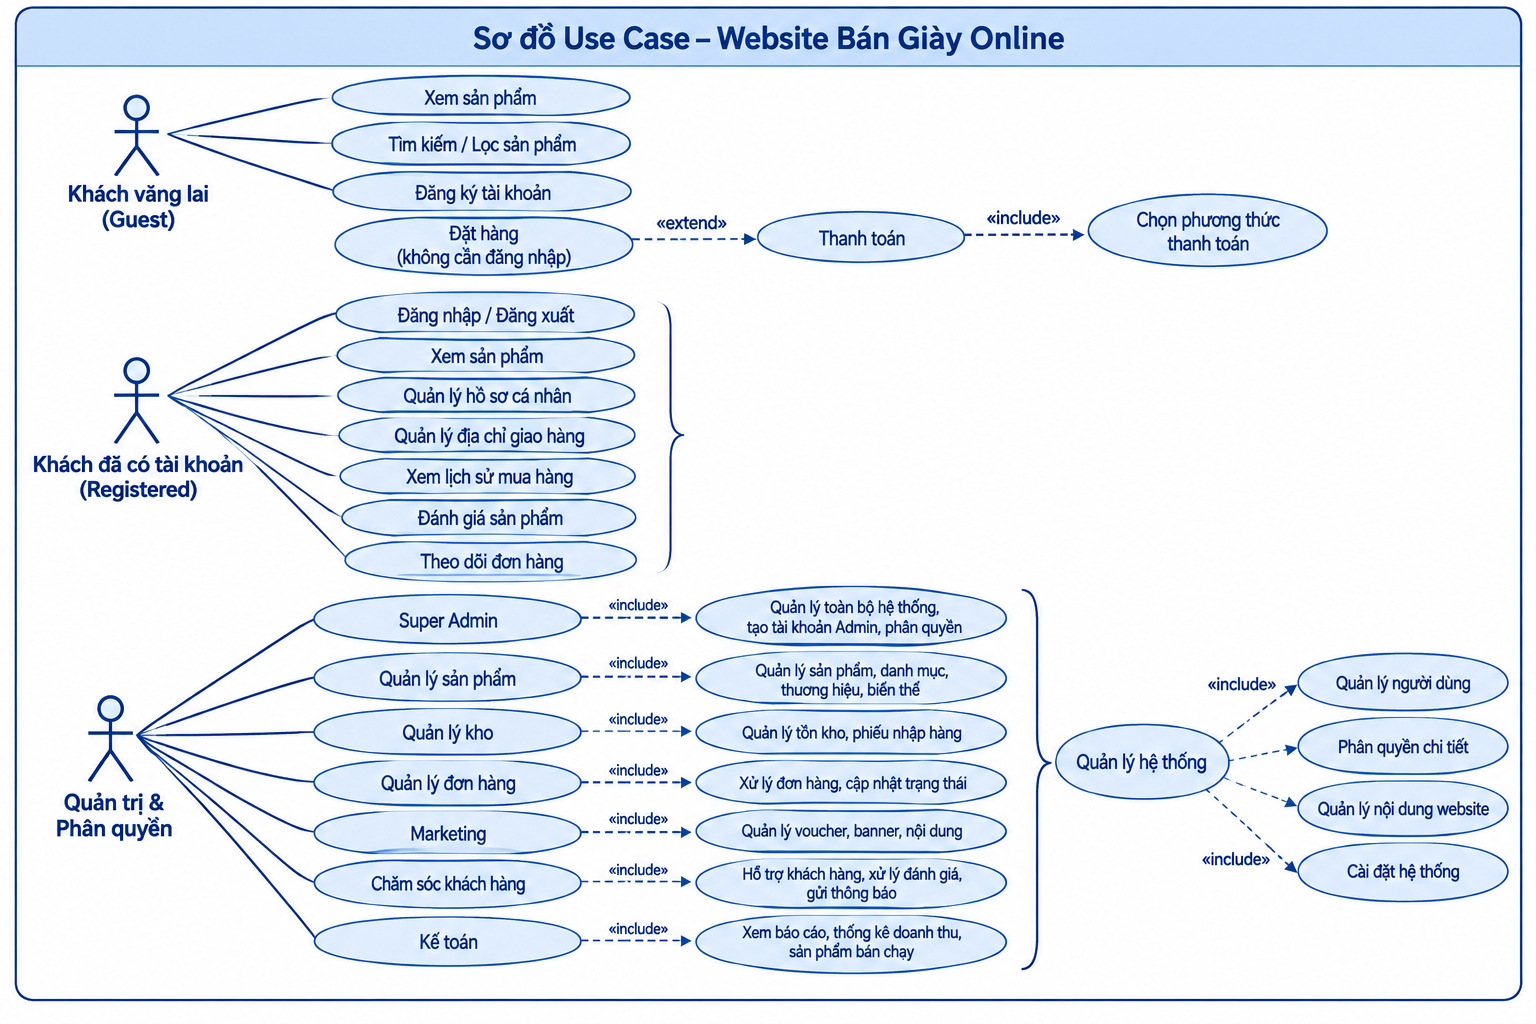 Sơ đồ Use Case – Website Bán Giày Online
Xem sản phẩm
Tìm kiếm / Lọc sản phẩm
Đăng ký tài khoản
Khách văng lai
(Guest)
Đặt hàng
(không cần đăng nhập)
«extend»
Thanh toán
«include»
Chọn phương thức
thanh toán
Đăng nhập / Đăng xuất
Xem sản phẩm
Quản lý hồ sơ cá nhân
Quản lý địa chỉ giao hàng
Xem lịch sử mua hàng
Đánh giá sản phẩm
Theo dõi đơn hàng
Khách đã có tài khoản
(Registered)
Super Admin
«include»
Quản lý toàn bộ hệ thống,
tạo tài khoản Admin, phân quyền
Quản lý sản phẩm
«include»
Quản lý sản phẩm, danh mục,
thương hiệu, biến thể
Quản lý kho
«include»
Quản lý tồn kho, phiếu nhập hàng
Quản lý đơn hàng
«include»
Xử lý đơn hàng, cập nhật trạng thái
Marketing
«include»
Quản lý voucher, banner, nội dung
Chăm sóc khách hàng
«include»
Hỗ trợ khách hàng, xử lý đánh giá,
gửi thông báo
Kế toán
«include»
Xem báo cáo, thống kê doanh thu,
sản phẩm bán chạy
Quản trị &
Phân quyền
Quản lý hệ thống
«include»
Quản lý người dùng
Phân quyền chi tiết
Quản lý nội dung website
«include»
Cài đặt hệ thống